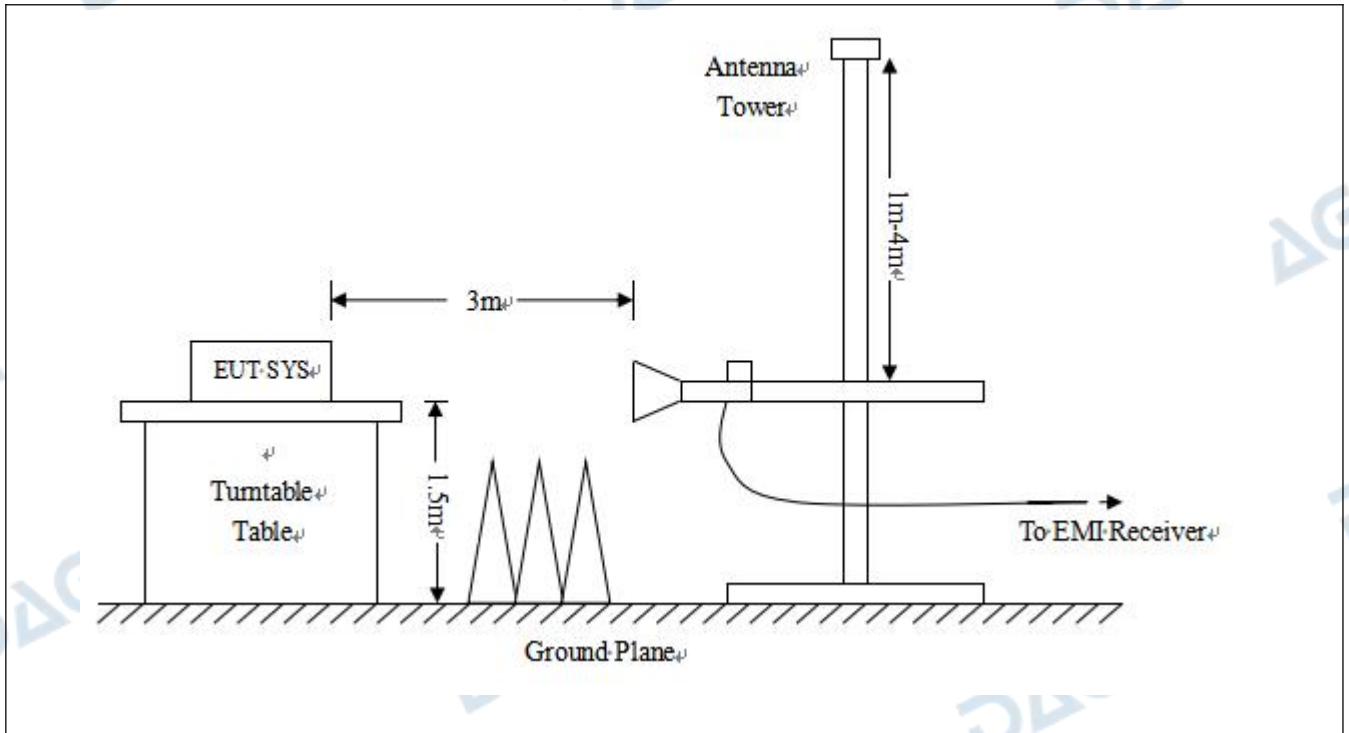 Antenna↵
Tower↵
1m-4m↵
3m↵
EUT·SYS↵
↵
Turntable↵
Table↵
1.5m↵
To·EMI·Receiver↵
Ground·Plane↵